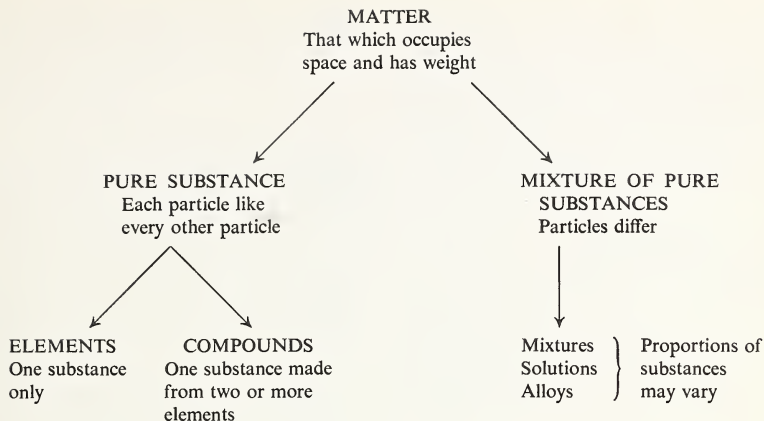 MATTER
That which occupies
space and has weight
PURE SUBSTANCE
Each particle like
every other particle
MIXTURE OF PURE
SUBSTANCES
Particles differ
ELEMENTS
One substance
only
COMPOUNDS
One substance made
from two or more
elements
Mixtures
Solutions
Alloys
Proportions of
substances
may vary